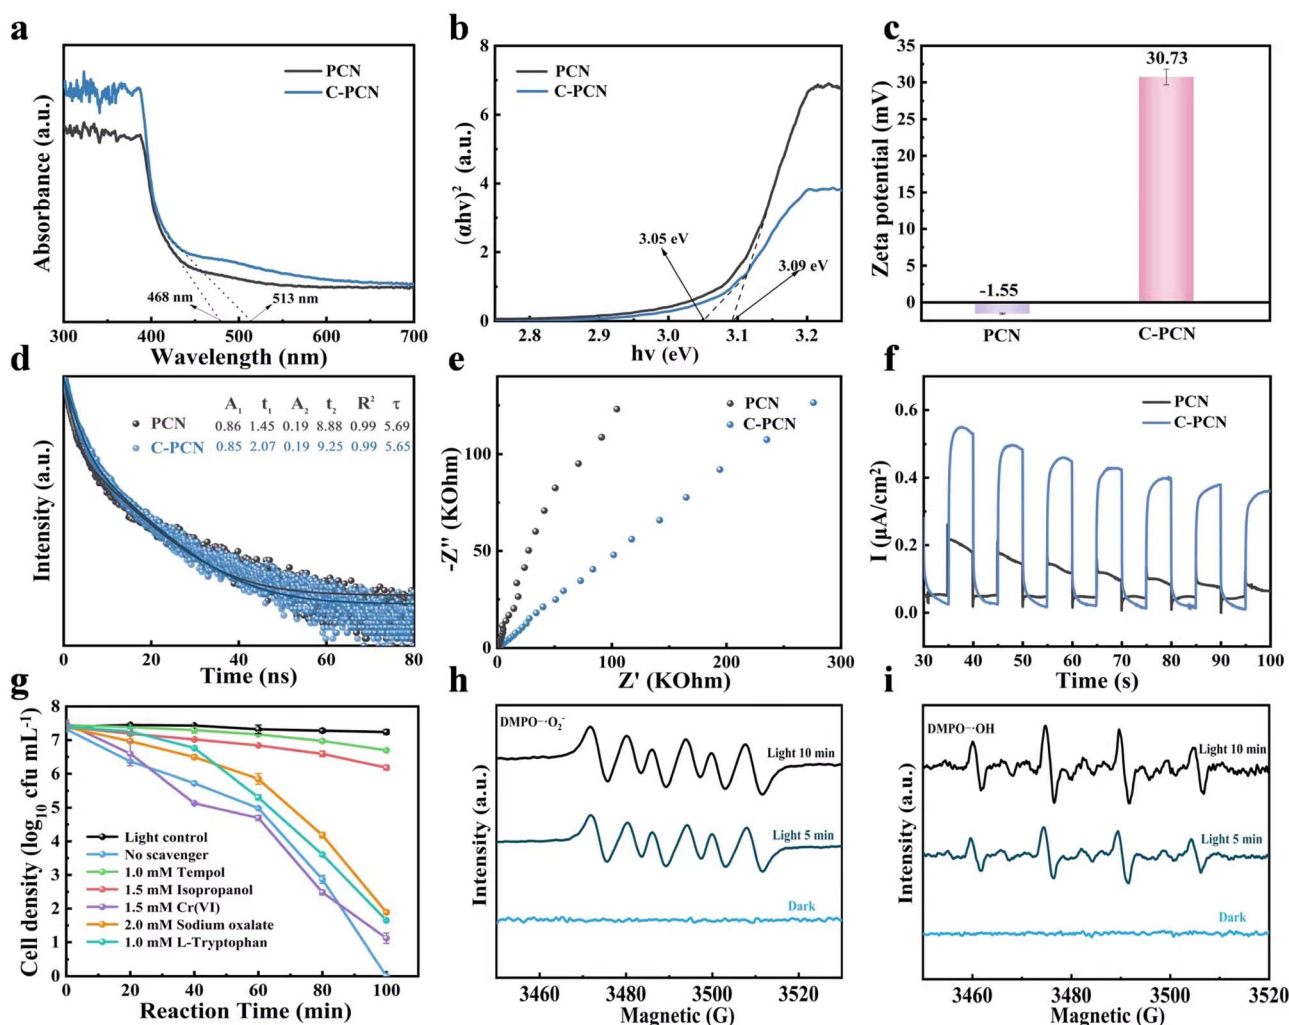 a
PCN
C-PCN
Absorbance (a.u.)
468 nm
513 nm
300 400 500 600 700
Wavelength (nm)
b
PCN
C-PCN
(αhv)² (a.u.)
8
6
4
2
0
3.05 eV
3.09 eV
2.8 2.9 3.0 3.1 3.2
hv (eV)
c
Zeta potential (mV)
35
30
25
20
15
10
5
0
30.73
-1.55
PCN C-PCN
d
A₁ t₁ A₂ t₂ R² τ
PCN 0.86 1.45 0.19 8.88 0.99 5.69
C-PCN 0.85 2.07 0.19 9.25 0.99 5.65
Intensity (a.u.)
0 20 40 60 80
Time (ns)
e
PCN
C-PCN
-Z'' (KOhm)
100
50
0
0 100 200 300
Z' (KOhm)
f
PCN
C-PCN
I (μA/cm²)
0.6
0.4
0.2
0.0
30 40 50 60 70 80 90 100
Time (s)
g
Cell density (log₁₀ cfu mL⁻¹)
8
7
6
5
4
3
2
1
0
Light control
No scavenger
1.0 mM Tempol
1.5 mM Isopropanol
1.5 mM Cr(VI)
2.0 mM Sodium oxalate
1.0 mM L-Tryptophan
0 20 40 60 80 100
Reaction Time (min)
h
DMPO—·O₂⁻
Light 10 min
Light 5 min
Dark
Intensity (a.u.)
3460 3480 3500 3520
Magnetic (G)
i
DMPO—·OH
Light 10 min
Light 5 min
Dark
Intensity (a.u.)
3460 3480 3500 3520
Magnetic (G)